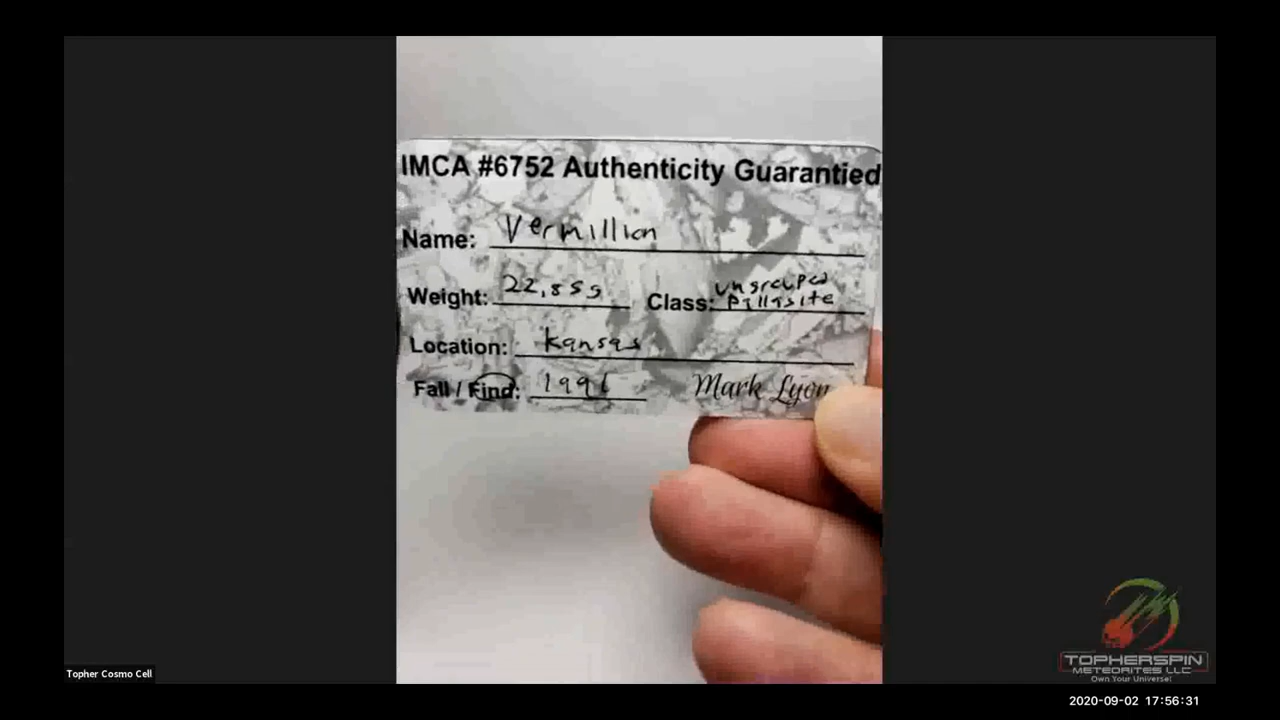 IMCA #6752 Authenticity Guarantied
Name: Vermillion
Weight: 22,85g Class: ungrouped
pallasite
Location: Kansas
Fall / Find: 1991 Mark Lyon
Topher Cosmo Cell
TOPHERSPIN
METEORITES LLC
Own Your Universe!
2020-09-02 17:56:31